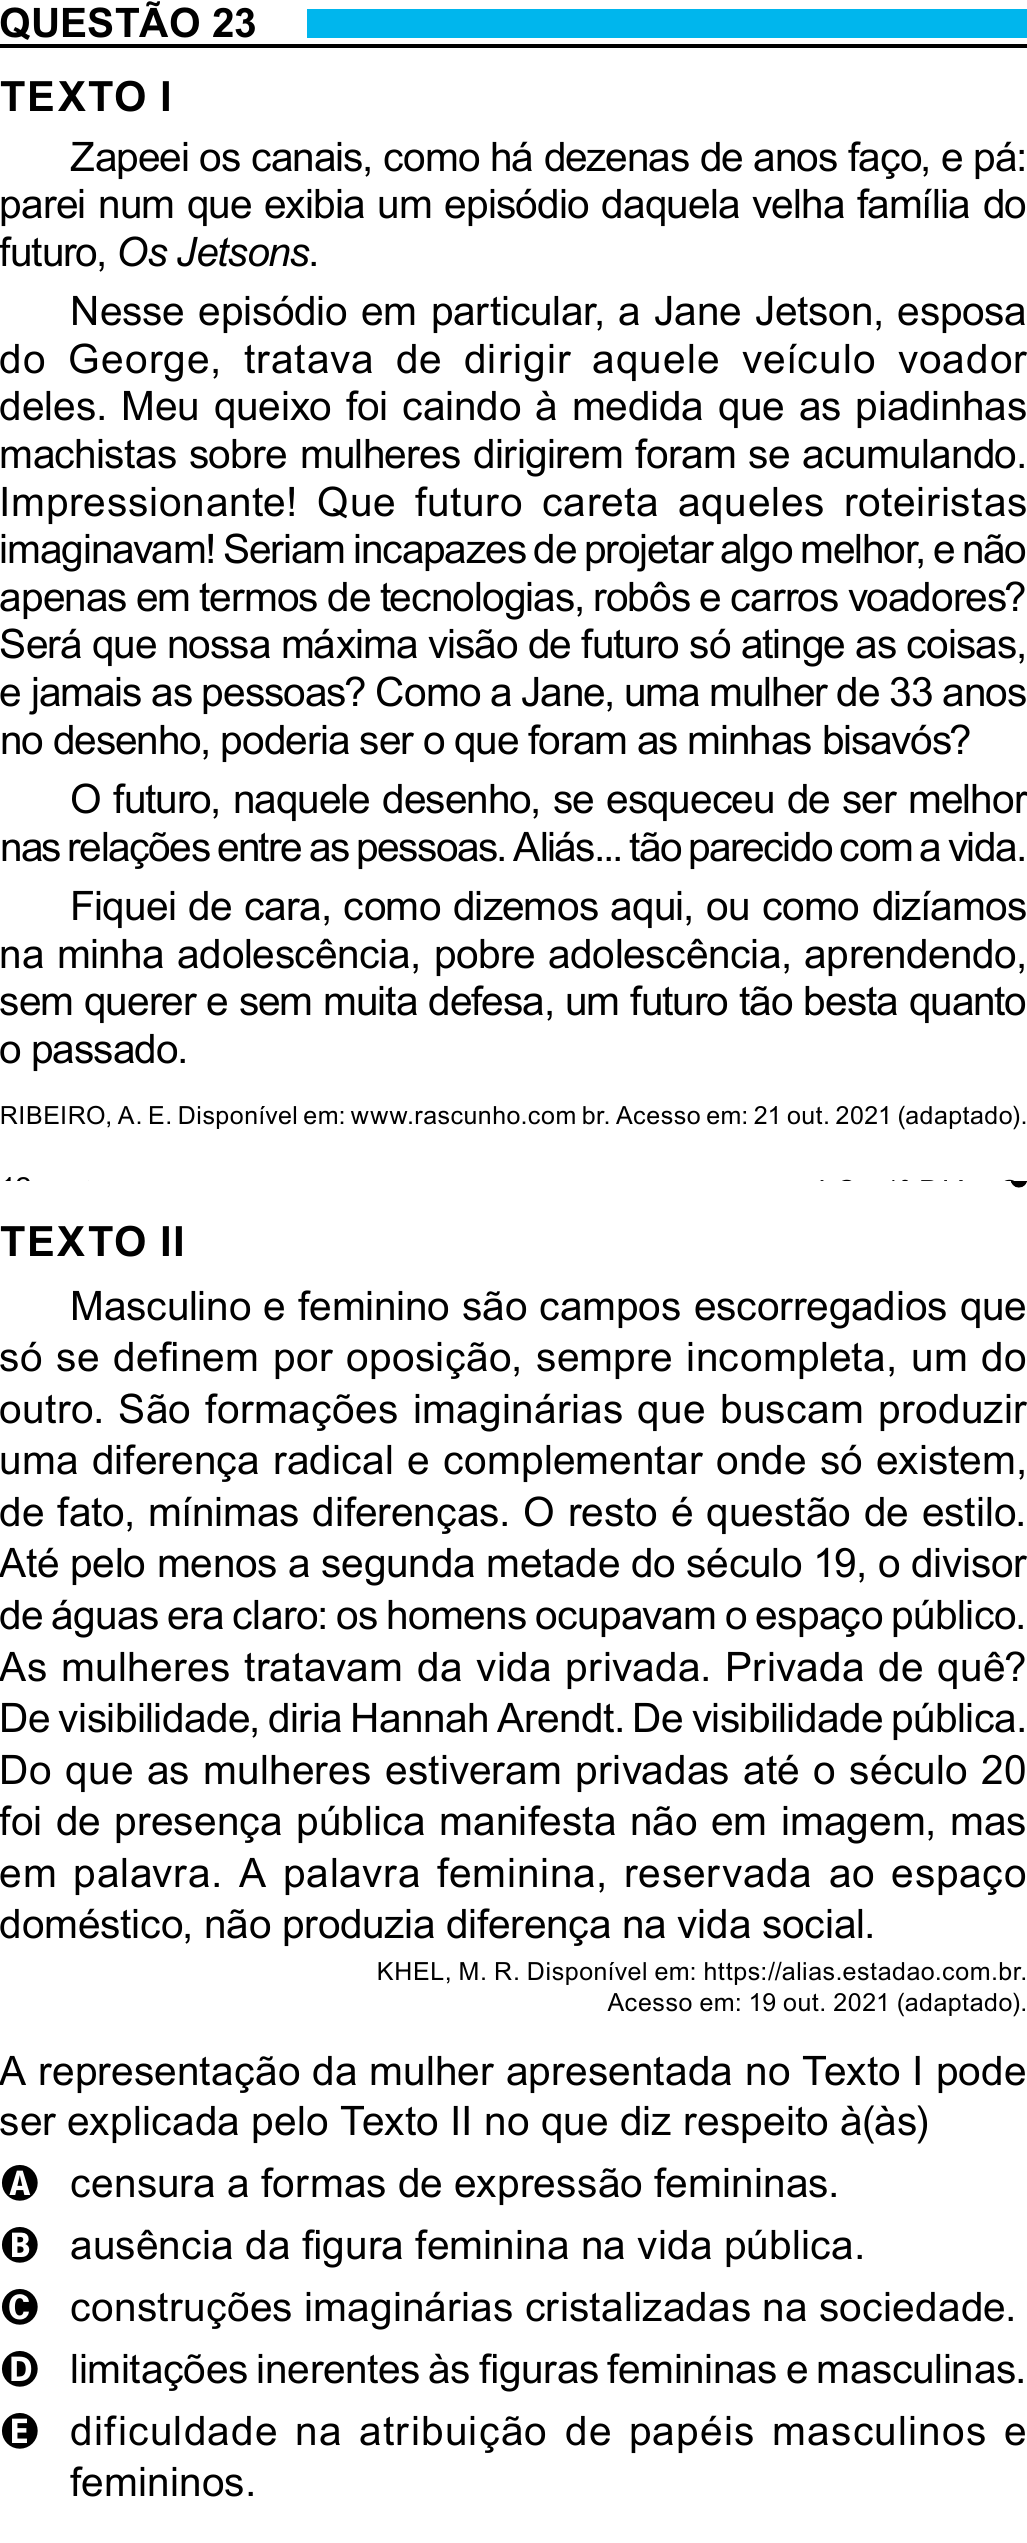 QUESTÃO 23
TEXTO I
Zapeei os canais, como há dezenas de anos faço, e pá:
parei num que exibia um episódio daquela velha família do
futuro, Os Jetsons.
Nesse episódio em particular, a Jane Jetson, esposa
do George, tratava de dirigir aquele veículo voador
deles. Meu queixo foi caindo à medida que as piadinhas
machistas sobre mulheres dirigirem foram se acumulando.
Impressionante! Que futuro careta aqueles roteiristas
imaginavam! Seriam incapazes de projetar algo melhor, e não
apenas em termos de tecnologias, robôs e carros voadores?
Será que nossa máxima visão de futuro só atinge as coisas,
e jamais as pessoas? Como a Jane, uma mulher de 33 anos
no desenho, poderia ser o que foram as minhas bisavós?
O futuro, naquele desenho, se esqueceu de ser melhor
nas relações entre as pessoas. Aliás... tão parecido com a vida.
Fiquei de cara, como dizemos aqui, ou como dizíamos
na minha adolescência, pobre adolescência, aprendendo,
sem querer e sem muita defesa, um futuro tão besta quanto
o passado.
RIBEIRO, A. E. Disponível em: www.rascunho.com br. Acesso em: 21 out. 2021 (adaptado).
TEXTO II
Masculino e feminino são campos escorregadios que
só se definem por oposição, sempre incompleta, um do
outro. São formações imaginárias que buscam produzir
uma diferença radical e complementar onde só existem,
de fato, mínimas diferenças. O resto é questão de estilo.
Até pelo menos a segunda metade do século 19, o divisor
de águas era claro: os homens ocupavam o espaço público.
As mulheres tratavam da vida privada. Privada de quê?
De visibilidade, diria Hannah Arendt. De visibilidade pública.
Do que as mulheres estiveram privadas até o século 20
foi de presença pública manifesta não em imagem, mas
em palavra. A palavra feminina, reservada ao espaço
doméstico, não produzia diferença na vida social.
KHEL, M. R. Disponível em: https://alias.estadao.com.br.
Acesso em: 19 out. 2021 (adaptado).
A representação da mulher apresentada no Texto I pode
ser explicada pelo Texto II no que diz respeito à(às)
A censura a formas de expressão femininas.
B ausência da figura feminina na vida pública.
C construções imaginárias cristalizadas na sociedade.
D limitações inerentes às figuras femininas e masculinas.
E dificuldade na atribuição de papéis masculinos e
femininos.